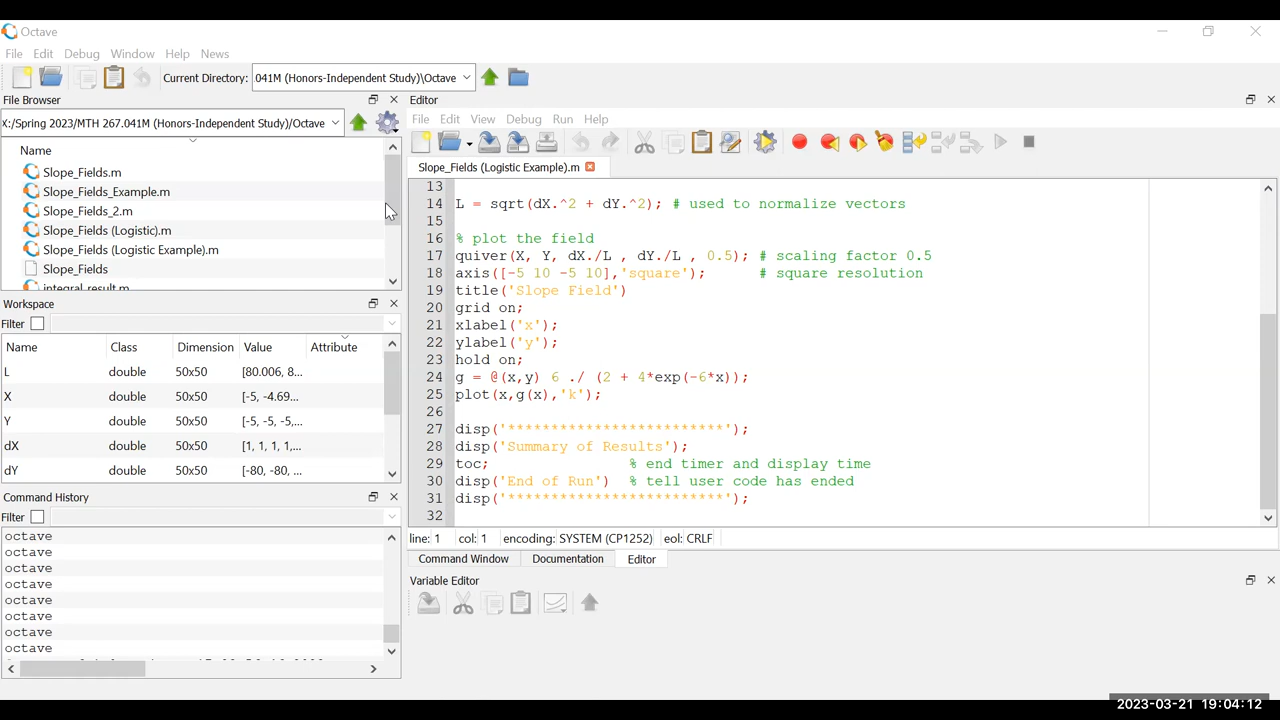 Octave
File Edit Debug Window Help News
Current Directory: 041M (Honors-Independent Study)\Octave
File Browser
X:/Spring 2023/MTH 267.041M (Honors-Independent Study)/Octave
Name
Slope_Fields.m
Slope_Fields_Example.m
Slope_Fields_2.m
Slope_Fields (Logistic).m
Slope_Fields (Logistic Example).m
Slope_Fields
integral_result.m
Workspace
Filter
Name Class Dimension Value Attribute
L double 50x50 [80.006, 8...
X double 50x50 [-5, -4.69...
Y double 50x50 [-5, -5, -5,...
dX double 50x50 [1, 1, 1, 1,...
dY double 50x50 [-80, -80, ...
Command History
Filter
octave
octave
octave
octave
octave
octave
octave
octave
Editor
File Edit View Debug Run Help
Slope_Fields (Logistic Example).m
13
14 L = sqrt(dX.^2 + dY.^2); # used to normalize vectors
15
16 % plot the field
17 quiver(X, Y, dX./L , dY./L , 0.5); # scaling factor 0.5
18 axis([-5 10 -5 10],'square'); # square resolution
19 title('Slope Field')
20 grid on;
21 xlabel('x');
22 ylabel('y');
23 hold on;
24 g = @(x,y) 6 ./ (2 + 4*exp(-6*x));
25 plot(x,g(x),'k');
26
27 disp('*************************');
28 disp('Summary of Results');
29 toc; % end timer and display time
30 disp('End of Run') % tell user code has ended
31 disp('*************************');
32
line: 1 col: 1 encoding: SYSTEM (CP1252) eol: CRLF
Command Window Documentation Editor
Variable Editor
2023-03-21 19:04:12